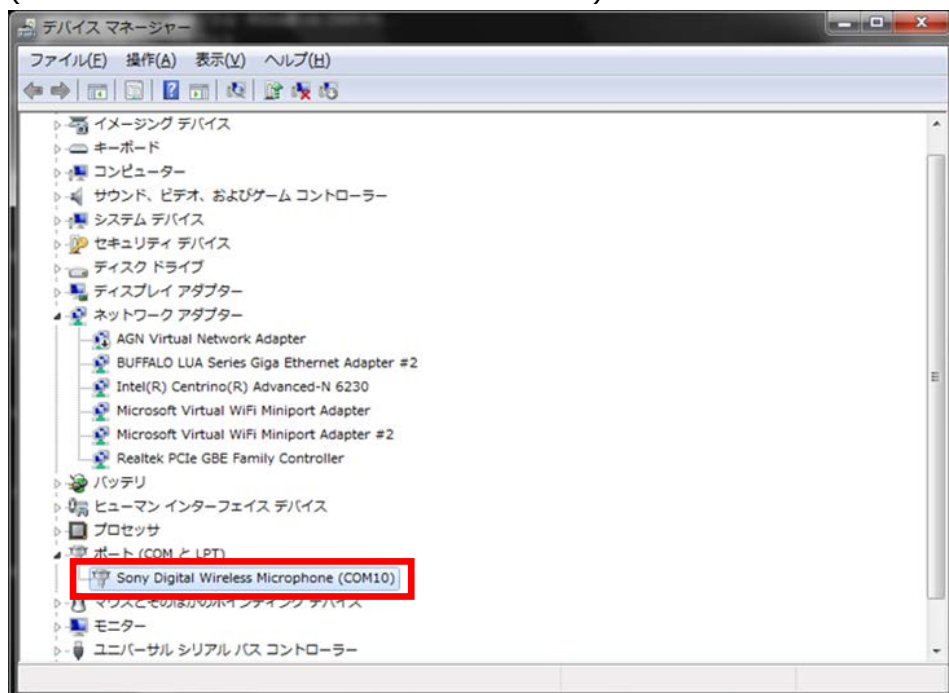 デバイス マネージャー
ファイル(F) 操作(A) 表示(V) ヘルプ(H)
イメージング デバイス
キーボード
コンピューター
サウンド、ビデオ、およびゲーム コントローラー
システム デバイス
セキュリティ デバイス
ディスク ドライブ
ディスプレイ アダプター
ネットワーク アダプター
AGN Virtual Network Adapter
BUFFALO LUA Series Giga Ethernet Adapter #2
Intel(R) Centrino(R) Advanced-N 6230
Microsoft Virtual WiFi Miniport Adapter
Microsoft Virtual WiFi Miniport Adapter #2
Realtek PCIe GBE Family Controller
バッテリ
ヒューマン インターフェイス デバイス
プロセッサ
ポート (COM と LPT)
Sony Digital Wireless Microphone (COM10)
マウスとそのほかのポインティング デバイス
モニター
ユニバーサル シリアル バス コントローラー